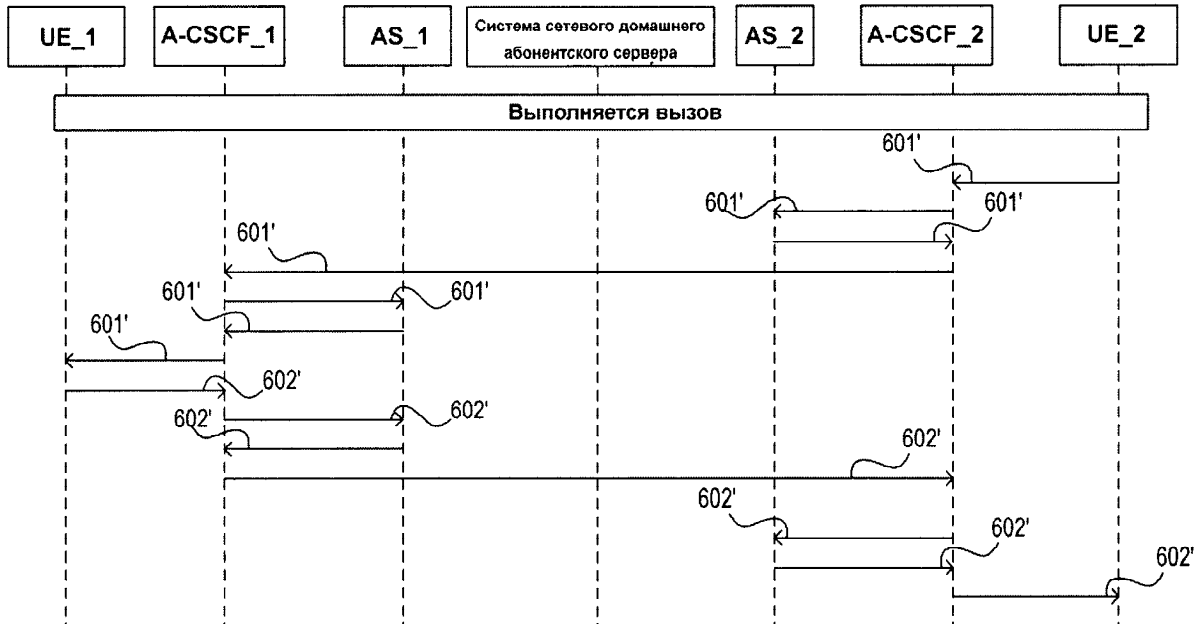 UE_1
A-CSCF_1
AS_1
Система сетевого домашнего
абонентского сервера
AS_2
A-CSCF_2
UE_2
Выполняется вызов
601'
601'
601'
601'
601'
601'
601'
602'
602'
602'
602'
602'
602'
602'